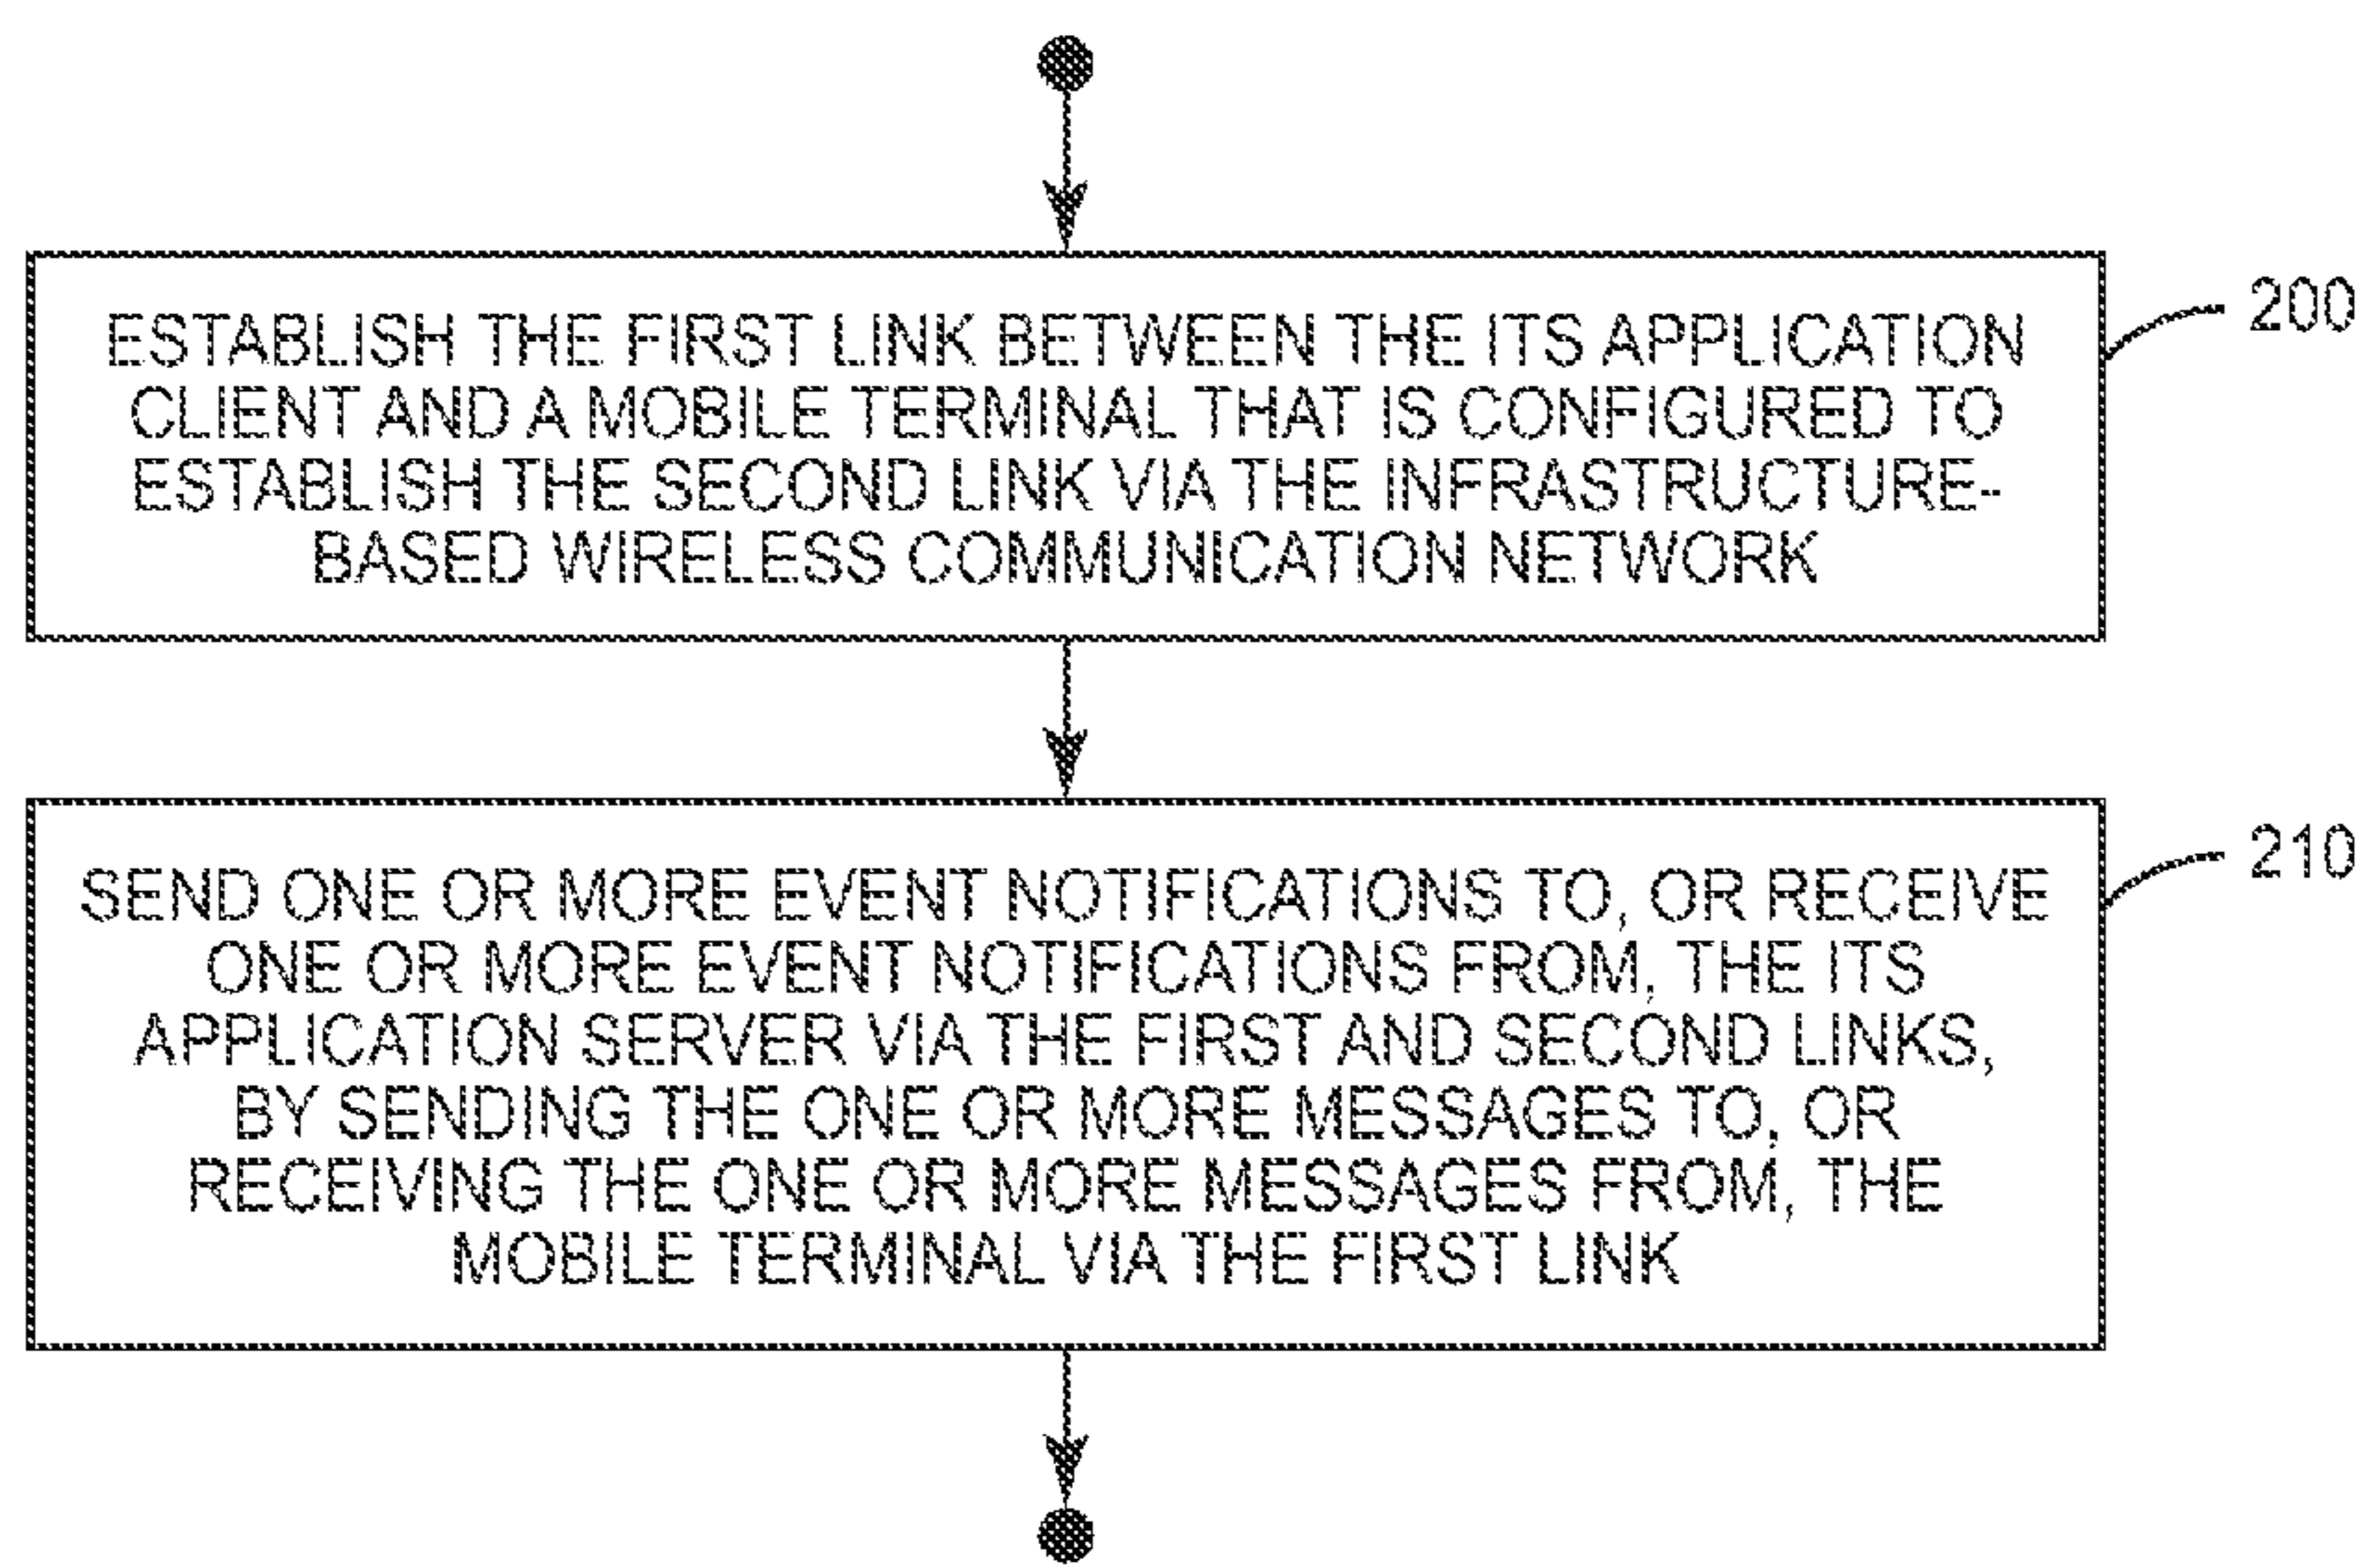 ESTABLISH THE FIRST LINK BETWEEN THE ITS APPLICATION
CLIENT AND A MOBILE TERMINAL THAT IS CONFIGURED TO
ESTABLISH THE SECOND LINK VIA THE INFRASTRUCTURE-
BASED WIRELESS COMMUNICATION NETWORK
200
SEND ONE OR MORE EVENT NOTIFICATIONS TO, OR RECEIVE
ONE OR MORE EVENT NOTIFICATIONS FROM, THE ITS
APPLICATION SERVER VIA THE FIRST AND SECOND LINKS,
BY SENDING THE ONE OR MORE MESSAGES TO, OR
RECEIVING THE ONE OR MORE MESSAGES FROM, THE
MOBILE TERMINAL VIA THE FIRST LINK
210